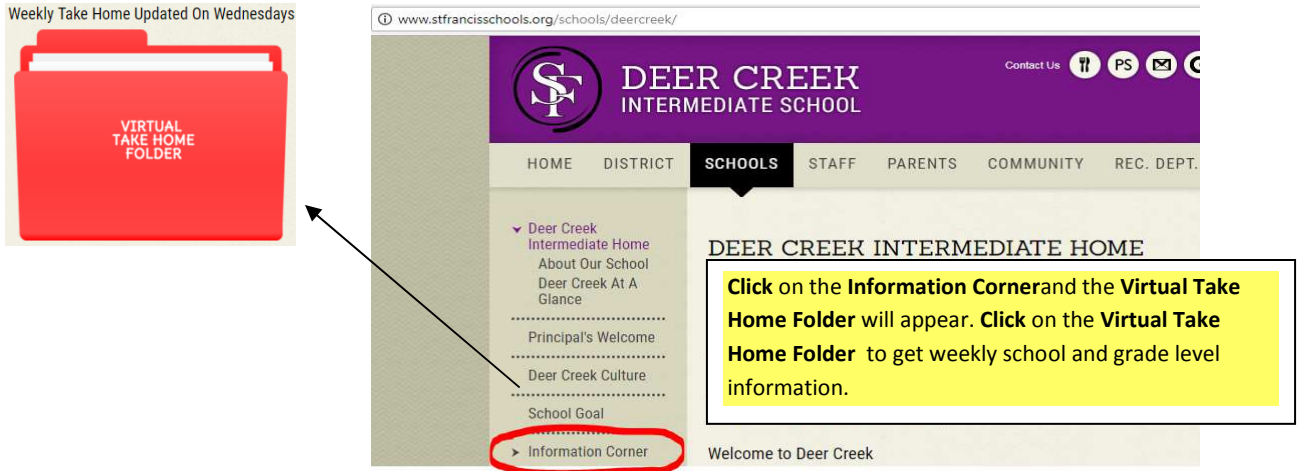 Weekly Take Home Updated On Wednesdays
VIRTUAL
TAKE HOME
FOLDER
www.stfrancisschools.org/schools/deercreek/
SF
DEER CREEK
INTERMEDIATE SCHOOL
Contact Us
PS
HOME DISTRICT SCHOOLS STAFF PARENTS COMMUNITY REC. DEPT.
Deer Creek
Intermediate Home
About Our School
Deer Creek At A
Glance
Principal's Welcome
Deer Creek Culture
School Goal
Information Corner
DEER CREEK INTERMEDIATE HOME
Click on the Information Cornerand the Virtual Take
Home Folder will appear. Click on the Virtual Take
Home Folder to get weekly school and grade level
information.
Welcome to Deer Creek